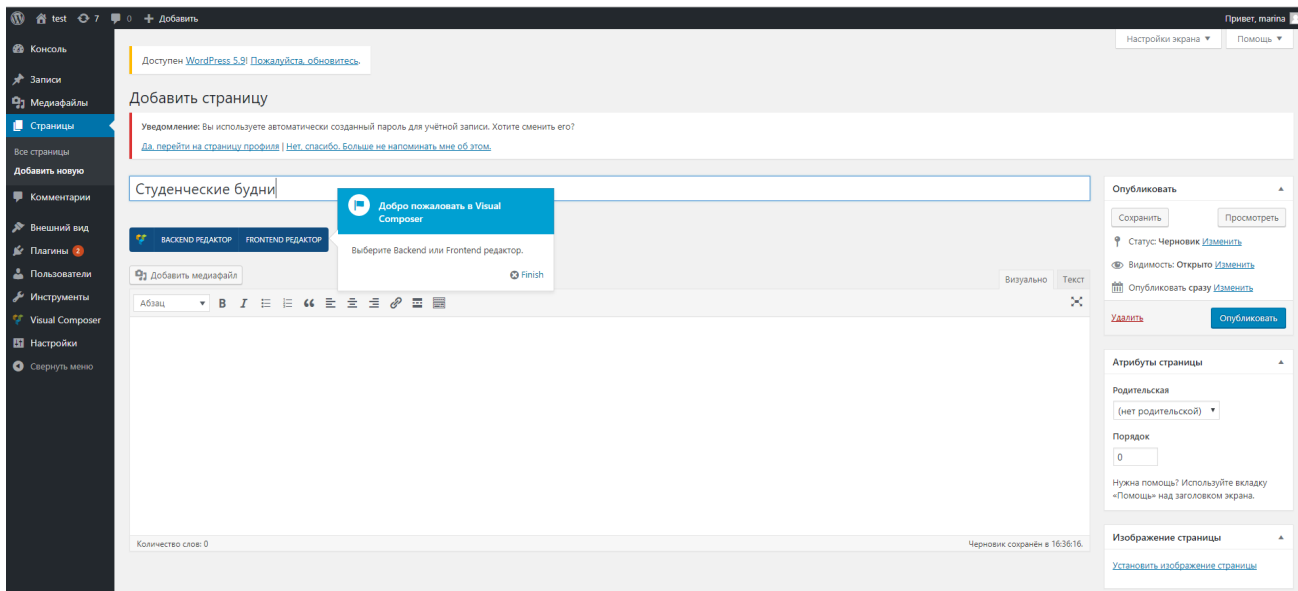 test 7 0 + Добавить
Привет, marina
Консоль
Записи
Медиафайлы
Страницы
Все страницы
Добавить новую
Комментарии
Внешний вид
Плагины 2
Пользователи
Инструменты
Visual Composer
Настройки
Свернуть меню
Настройки экрана ▼
Помощь ▼
Доступен WordPress 5.9! Пожалуйста, обновитесь.
Добавить страницу
Уведомление: Вы используете автоматически созданный пароль для учётной записи. Хотите сменить его?
Да, перейти на страницу профиля | Нет, спасибо. Больше не напоминать мне об этом.
Студенческие будни
Добро пожаловать в Visual
Composer
Выберите Backend или Frontend редактор.
Finish
BACKEND РЕДАКТОР FRONTEND РЕДАКТОР
Добавить медиафайл
Визуально Текст
Абзац
B I
Количество слов: 0
Черновик сохранён в 16:36:16.
Опубликовать
Сохранить Просмотреть
Статус: Черновик Изменить
Видимость: Открыто Изменить
Опубликовать сразу Изменить
Удалить Опубликовать
Атрибуты страницы
Родительская
(нет родительской)
Порядок
0
Нужна помощь? Используйте вкладку
«Помощь» над заголовком экрана.
Изображение страницы
Установить изображение страницы